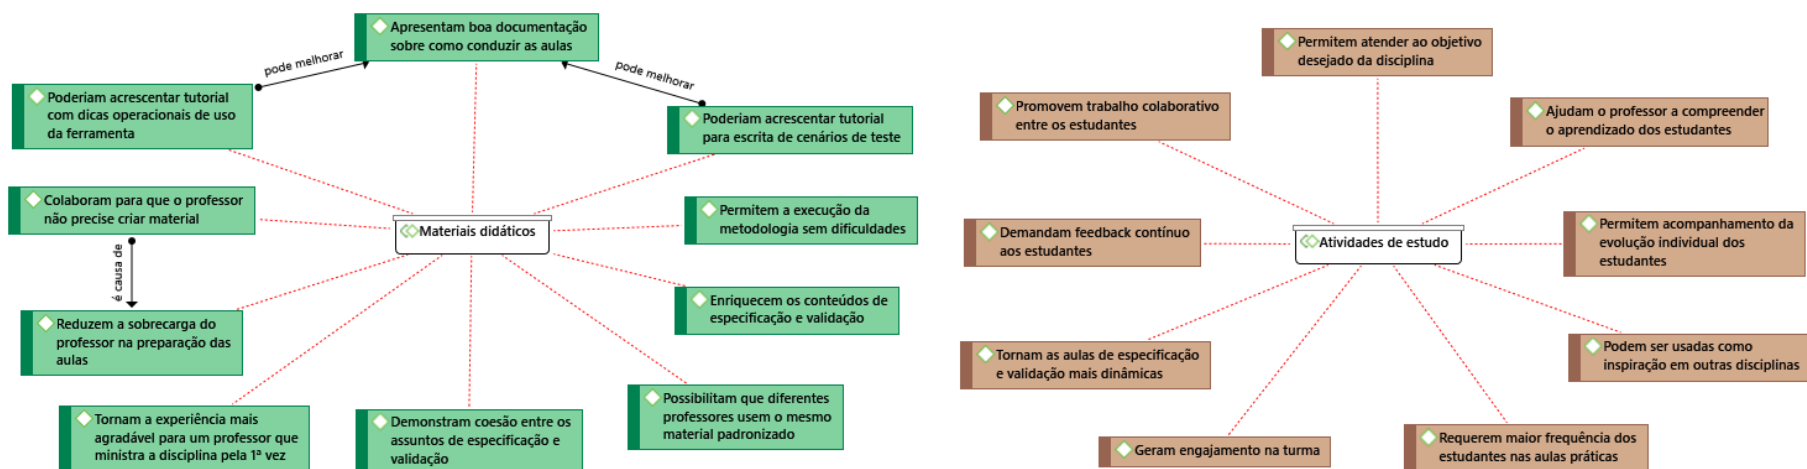 Apresentam boa documentação
sobre como conduzir as aulas
pode melhorar
pode melhorar
Poderiam acrescentar tutorial
com dicas operacionais de uso
da ferramenta
Poderiam acrescentar tutorial
para escrita de cenários de teste
Colaboram para que o professor
não precise criar material
Permitem a execução da
metodologia sem dificuldades
Materiais didáticos
é causa de
Enriquecem os conteúdos de
especificação e validação
Reduzem a sobrecarga do
professor na preparação das
aulas
Possibilitam que diferentes
professores usem o mesmo
material padronizado
Tornam a experiência mais
agradável para um professor que
ministra a disciplina pela 1ª vez
Demonstram coesão entre os
assuntos de especificação e
validação
Permitem atender ao objetivo
desejado da disciplina
Promovem trabalho colaborativo
entre os estudantes
Ajudam o professor a compreender
o aprendizado dos estudantes
Demandam feedback contínuo
aos estudantes
Atividades de estudo
Permitem acompanhamento da
evolução individual dos
estudantes
Tornam as aulas de especificação
e validação mais dinâmicas
Podem ser usadas como
inspiração em outras disciplinas
Geram engajamento na turma
Requerem maior frequência dos
estudantes nas aulas práticas